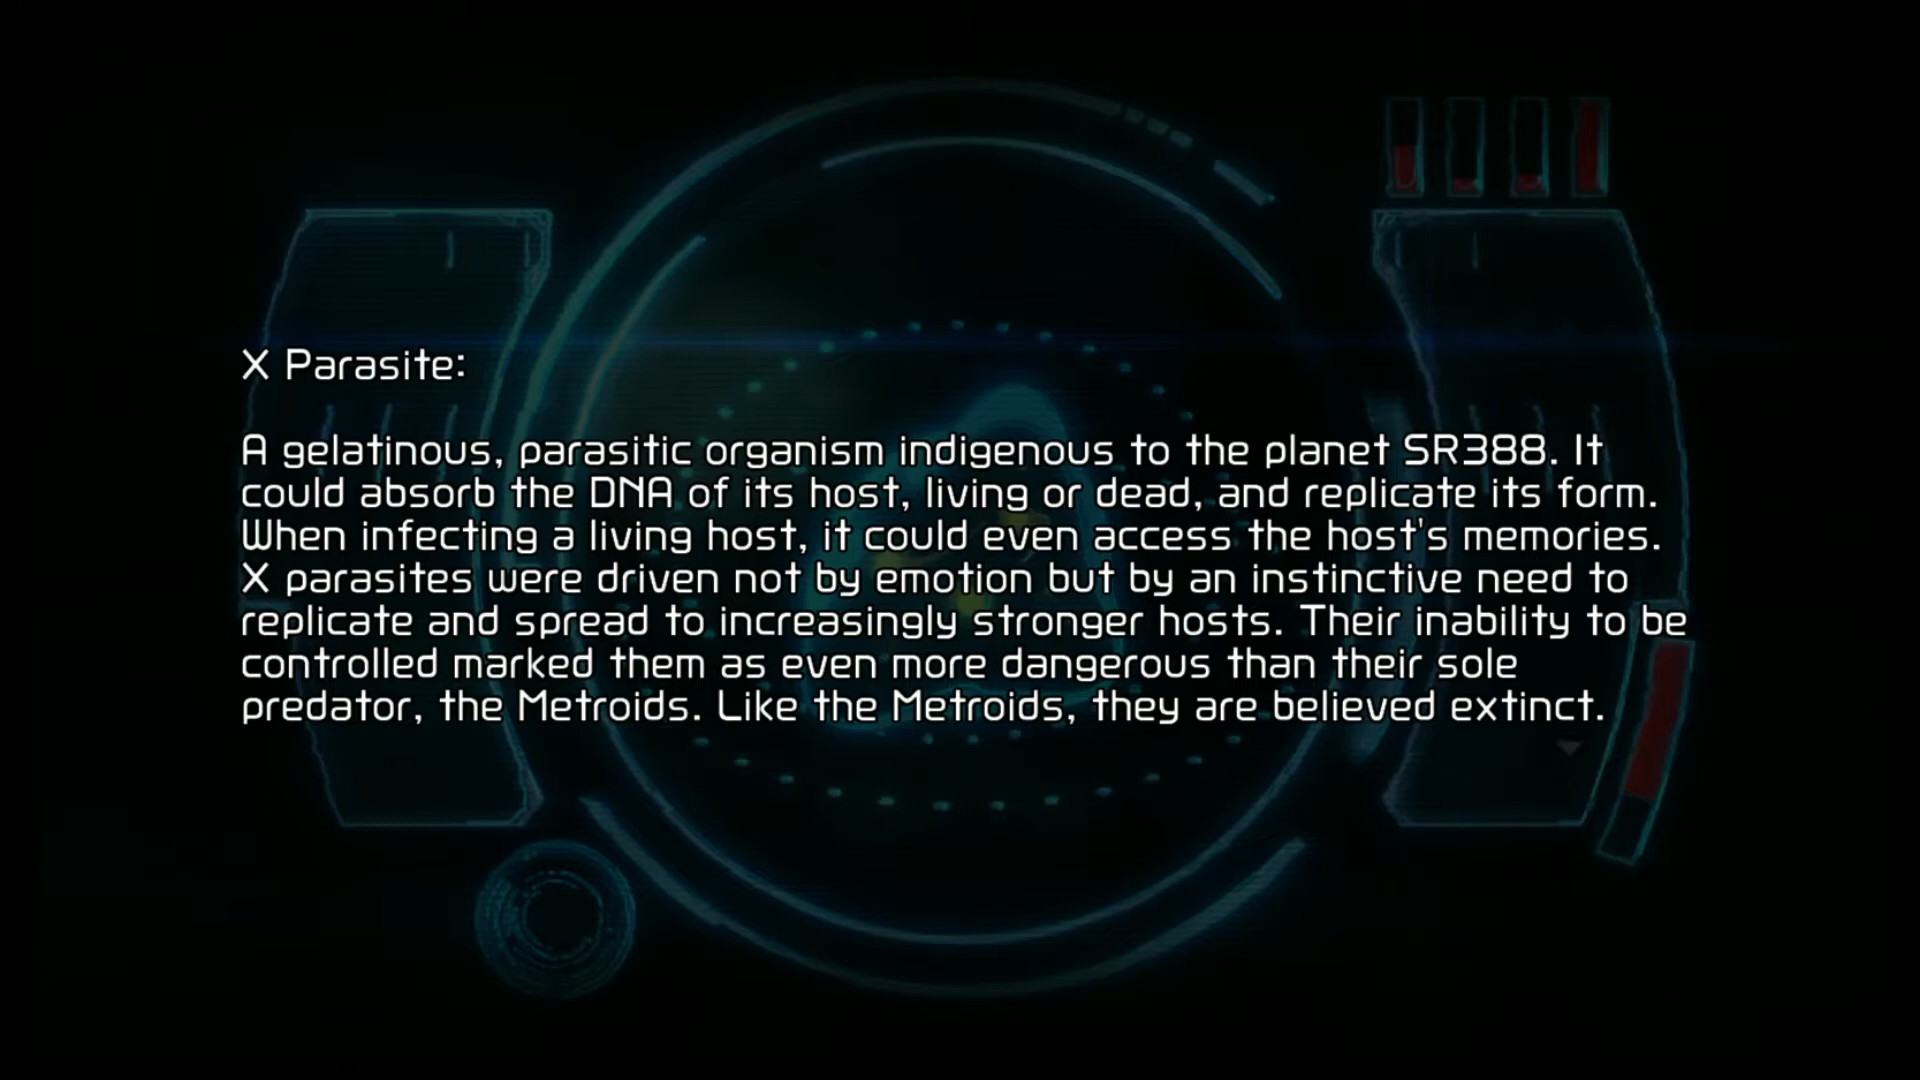 X Parasite:
A gelatinous, parasitic organism indigenous to the planet SR388. It
could absorb the DNA of its host, living or dead, and replicate its form.
When infecting a living host, it could even access the host's memories.
X parasites were driven not by emotion but by an instinctive need to
replicate and spread to increasingly stronger hosts. Their inability to be
controlled marked them as even more dangerous than their sole
predator, the Metroids. Like the Metroids, they are believed extinct.